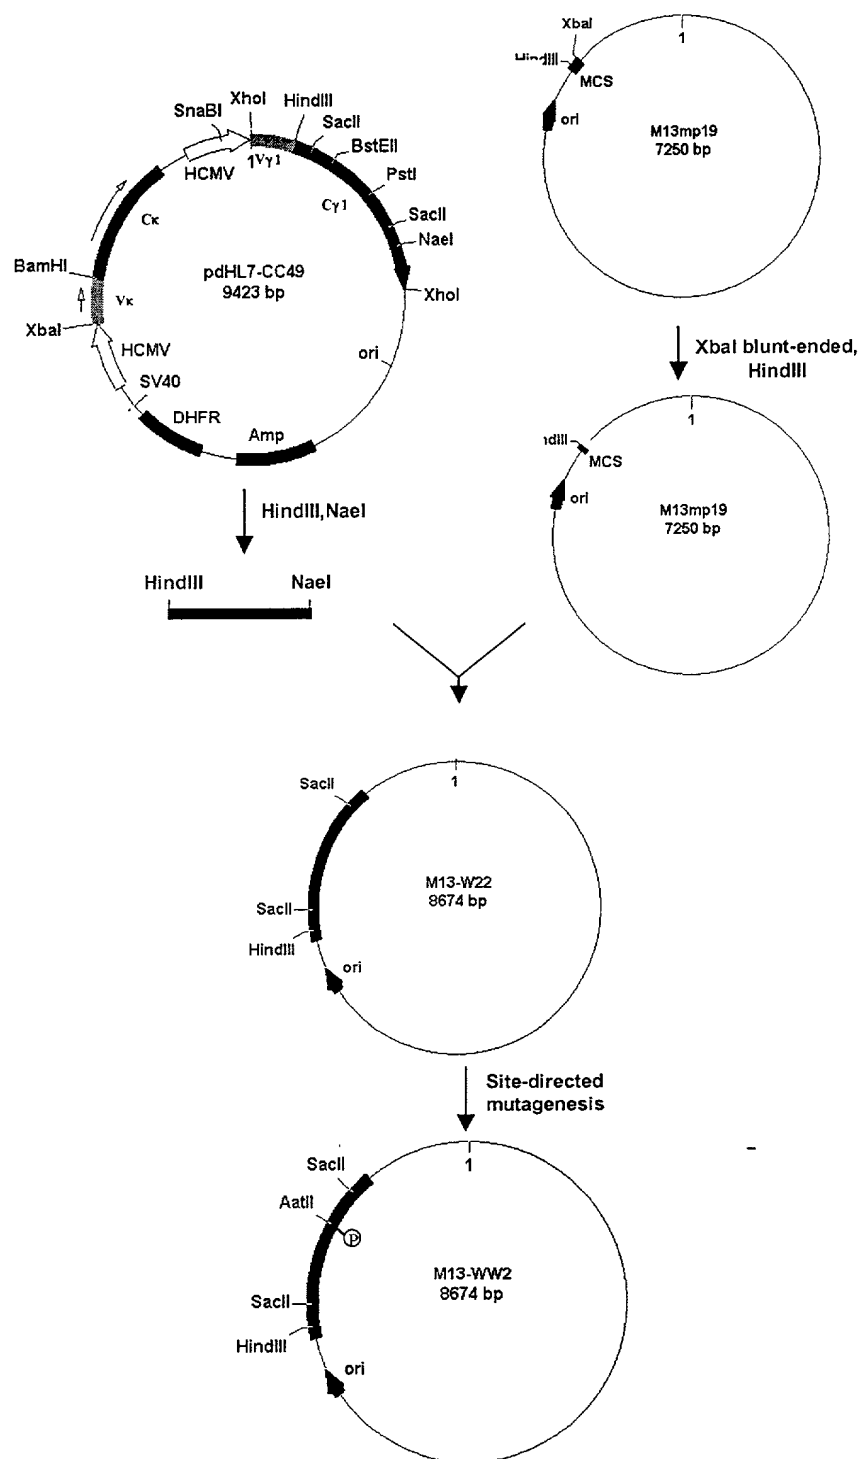 SnaBI
XhoI
HindIII
SacII
BstEII
PstI
SacII
NaeI
XhoI
HCMV
1 Vγ1
Cγ1
Cκ
BamHI
Vκ
XbaI
HCMV
SV40
DHFR
Amp
ori
pdHL7-CC49
9423 bp
XbaI
HindIII
MCS
ori
1
M13mp19
7250 bp
XbaI blunt-ended,
HindIII
1
MCS
ori
M13mp19
7250 bp
HindIII,NaeI
HindIII NaeI
1
SacII
SacII
HindIII
ori
M13-W22
8674 bp
Site-directed
mutagenesis
1
SacII
AatII
P
SacII
HindIII
ori
M13-WW2
8674 bp